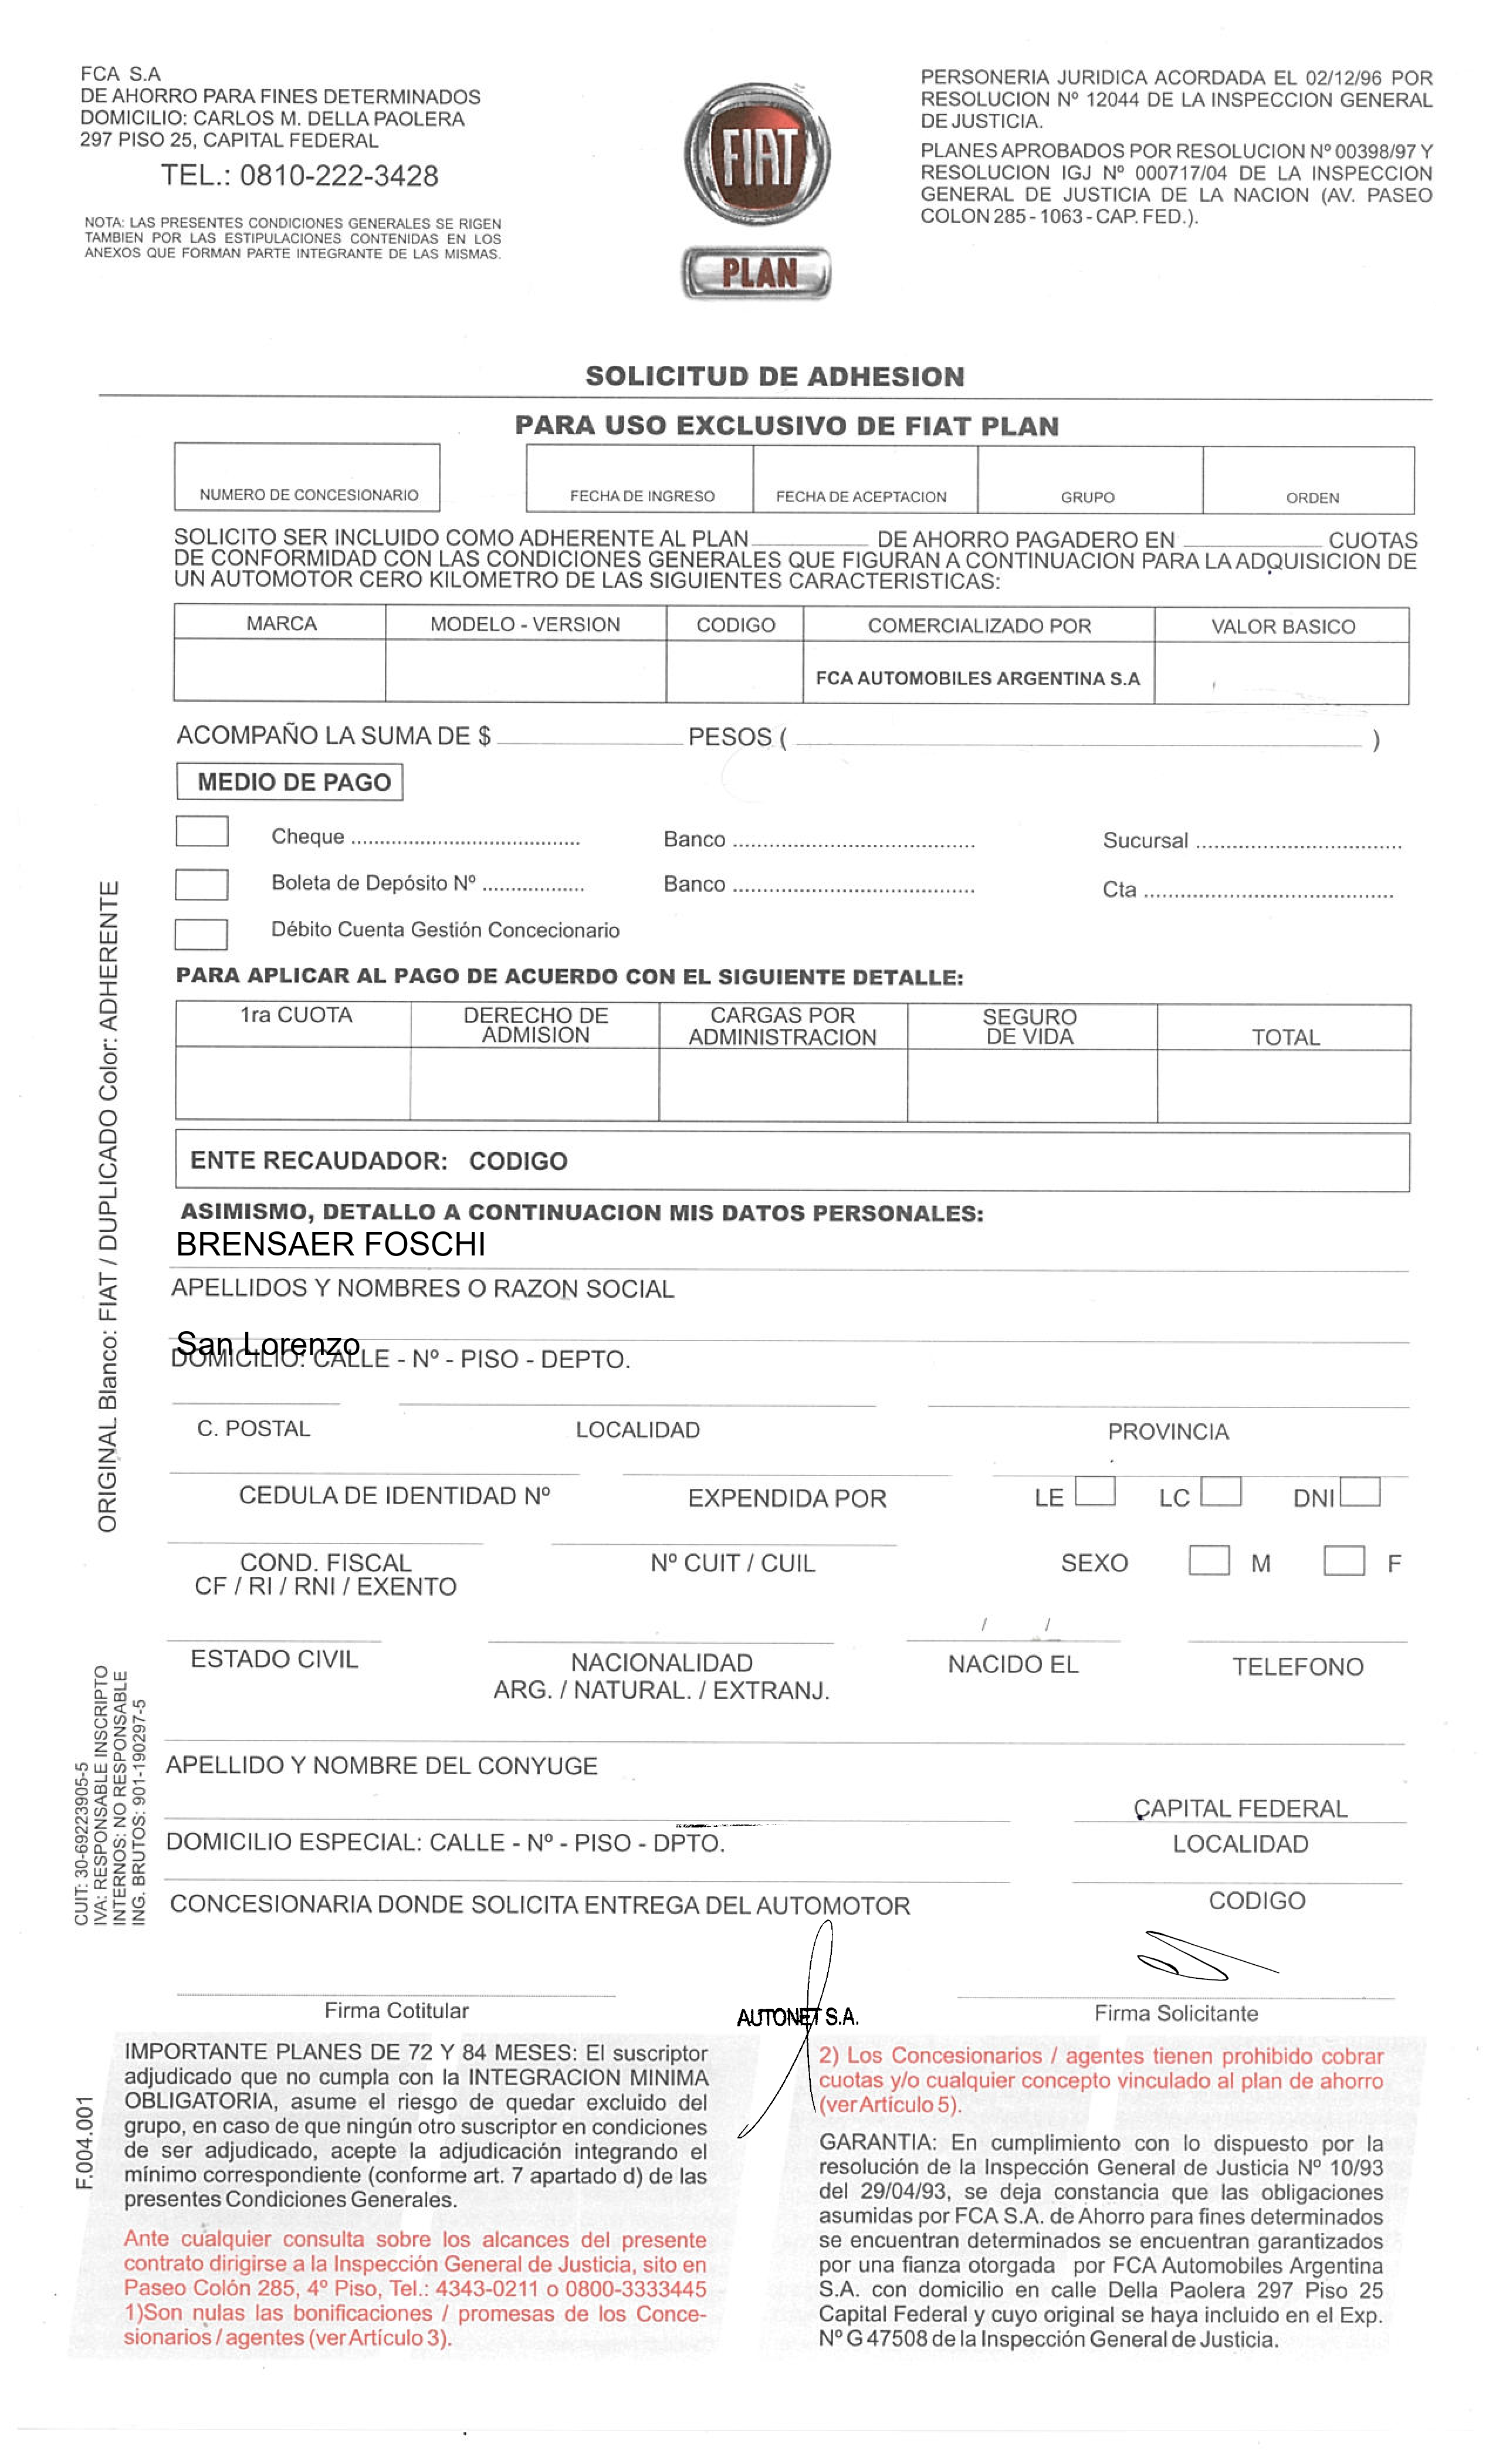 FCA S.A
DE AHORRO PARA FINES DETERMINADOS
DOMICILIO: CARLOS M. DELLA PAOLERA
297 PISO 25, CAPITAL FEDERAL
TEL.: 0810-222-3428
NOTA: LAS PRESENTES CONDICIONES GENERALES SE RIGEN
TAMBIEN POR LAS ESTIPULACIONES CONTENIDAS EN LOS
ANEXOS QUE FORMAN PARTE INTEGRANTE DE LAS MISMAS.
FIAT
PLAN
PERSONERIA JURIDICA ACORDADA EL 02/12/96 POR
RESOLUCION Nº 12044 DE LA INSPECCION GENERAL
DE JUSTICIA.
PLANES APROBADOS POR RESOLUCION Nº 00398/97 Y
RESOLUCION IGJ Nº 000717/04 DE LA INSPECCION
GENERAL DE JUSTICIA DE LA NACION (AV. PASEO
COLON 285 - 1063 - CAP. FED.).
SOLICITUD DE ADHESION
PARA USO EXCLUSIVO DE FIAT PLAN
NUMERO DE CONCESIONARIO FECHA DE INGRESO FECHA DE ACEPTACION GRUPO ORDEN
SOLICITO SER INCLUIDO COMO ADHERENTE AL PLAN __________ DE AHORRO PAGADERO EN __________ CUOTAS
DE CONFORMIDAD CON LAS CONDICIONES GENERALES QUE FIGURAN A CONTINUACION PARA LA ADQUISICION DE
UN AUTOMOTOR CERO KILOMETRO DE LAS SIGUIENTES CARACTERISTICAS:
MARCA MODELO - VERSION CODIGO COMERCIALIZADO POR VALOR BASICO
FCA AUTOMOBILES ARGENTINA S.A
ACOMPAÑO LA SUMA DE $ __________ PESOS ( __________ )
MEDIO DE PAGO
Cheque ...................................... Banco ........................................ Sucursal ..................................
Boleta de Depósito Nº ................. Banco ........................................ Cta ..........................................
Débito Cuenta Gestión Concecionario
PARA APLICAR AL PAGO DE ACUERDO CON EL SIGUIENTE DETALLE:
1ra CUOTA DERECHO DE ADMISION CARGAS POR ADMINISTRACION SEGURO DE VIDA TOTAL
ENTE RECAUDADOR: CODIGO
ASIMISMO, DETALLO A CONTINUACION MIS DATOS PERSONALES:
BRENSAER FOSCHI
APELLIDOS Y NOMBRES O RAZON SOCIAL
San Lorenzo
DOMICILIO: CALLE - Nº - PISO - DEPTO.
C. POSTAL LOCALIDAD PROVINCIA
CEDULA DE IDENTIDAD Nº EXPENDIDA POR LE LC DNI
COND. FISCAL Nº CUIT / CUIL SEXO M F
CF / RI / RNI / EXENTO
/ /
ESTADO CIVIL NACIONALIDAD NACIDO EL TELEFONO
ARG. / NATURAL. / EXTRANJ.
APELLIDO Y NOMBRE DEL CONYUGE
CAPITAL FEDERAL
DOMICILIO ESPECIAL: CALLE - Nº - PISO - DPTO. LOCALIDAD
CONCESIONARIA DONDE SOLICITA ENTREGA DEL AUTOMOTOR CODIGO
Firma Cotitular AUTONET S.A. Firma Solicitante
IMPORTANTE PLANES DE 72 Y 84 MESES: El suscriptor
adjudicado que no cumpla con la INTEGRACION MINIMA
OBLIGATORIA, asume el riesgo de quedar excluido del
grupo, en caso de que ningún otro suscriptor en condiciones
de ser adjudicado, acepte la adjudicación integrando el
mínimo correspondiente (conforme art. 7 apartado d) de las
presentes Condiciones Generales.
Ante cualquier consulta sobre los alcances del presente
contrato dirigirse a la Inspección General de Justicia, sito en
Paseo Colón 285, 4º Piso, Tel.: 4343-0211 o 0800-3333445
1)Son nulas las bonificaciones / promesas de los Conce-
sionarios / agentes (ver Artículo 3).
2) Los Concesionarios / agentes tienen prohibido cobrar
cuotas y/o cualquier concepto vinculado al plan de ahorro
(ver Artículo 5).
GARANTIA: En cumplimiento con lo dispuesto por la
resolución de la Inspección General de Justicia Nº 10/93
del 29/04/93, se deja constancia que las obligaciones
asumidas por FCA S.A. de Ahorro para fines determinados
se encuentran determinados se encuentran garantizados
por una fianza otorgada por FCA Automobiles Argentina
S.A. con domicilio en calle Della Paolera 297 Piso 25
Capital Federal y cuyo original se haya incluido en el Exp.
Nº G 47508 de la Inspección General de Justicia.
ORIGINAL Blanco: FIAT / DUPLICADO Color: ADHERENTE
CUIT: 30-69223905-5
IVA: RESPONSABLE INSCRIPTO
INTERNOS: NO RESPONSABLE
ING. BRUTOS: 901-190297-5
F.004.001